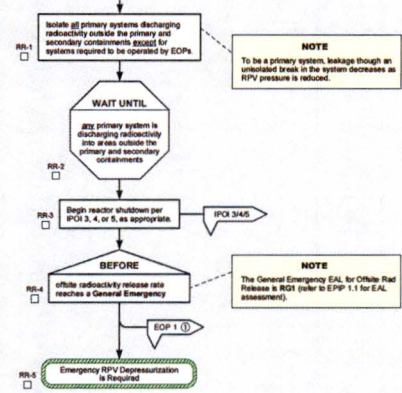 Isolate all primary systems discharging
radioactivity outside the primary and
secondary containments except for
systems required to be operated by EOPs.
RR-1
NOTE
To be a primary system, leakage though an
unisolated break in the system decreases as
RPV pressure is reduced.
WAIT UNTIL
any primary system is
discharging radioactivity
into areas outside the
primary and secondary
containments
RR-2
Begin reactor shutdown per
IPOI 3, 4, or 5, as appropriate.
RR-3
IPOI 3/4/5
BEFORE
offsite radioactivity release rate
reaches a General Emergency
RR-4
NOTE
The General Emergency EAL for Offsite Rad
Release is RG1 (refer to EPIP 1.1 for EAL
assessment).
EOP 1 ①
Emergency RPV Depressurization
is Required
RR-5